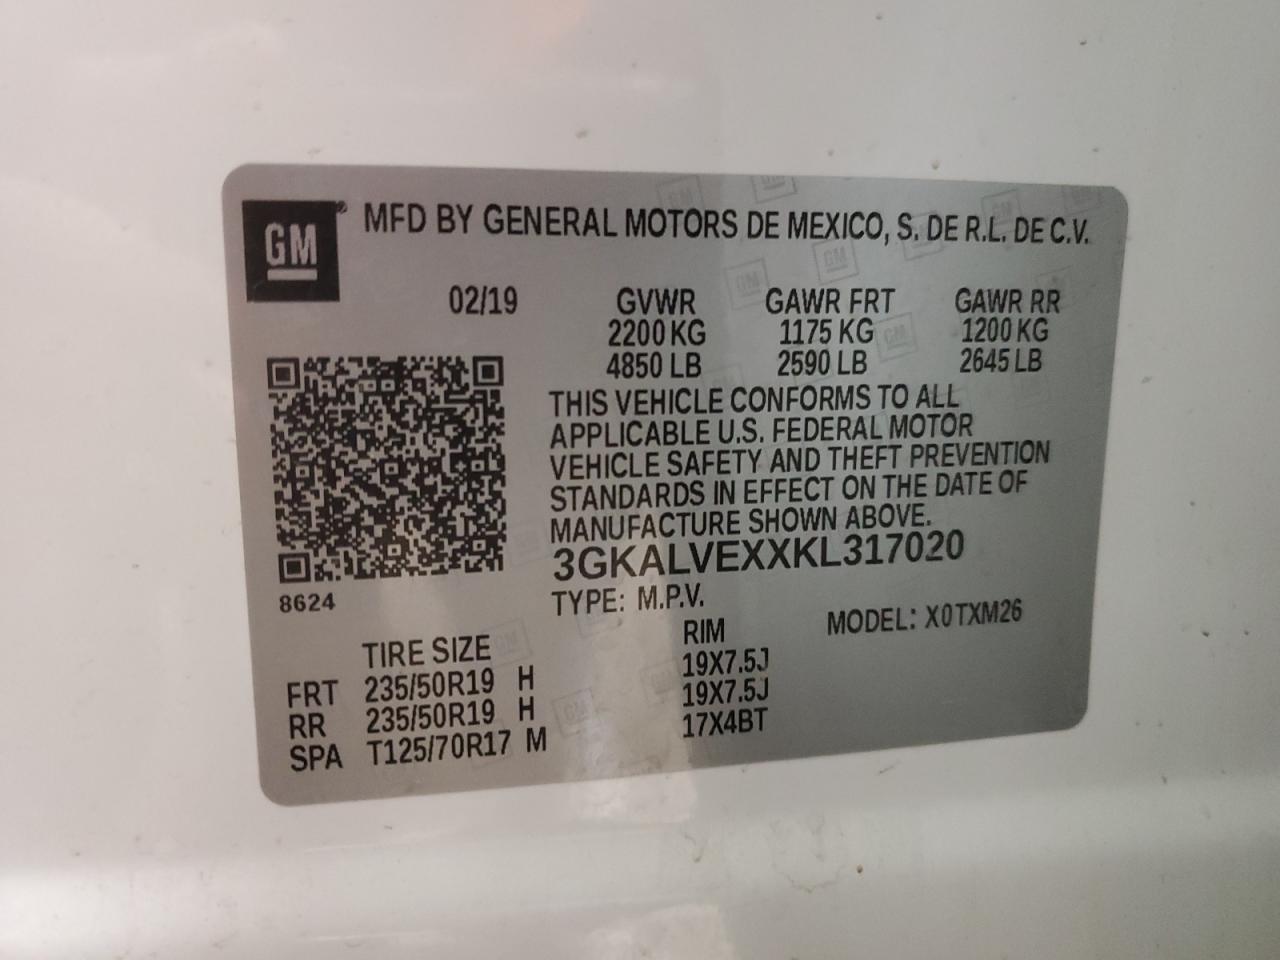 GM MFD BY GENERAL MOTORS DE MEXICO, S. DE R.L. DE C.V.
02/19 GVWR GAWR FRT GAWR RR
2200 KG 1175 KG 1200 KG
4850 LB 2590 LB 2645 LB
THIS VEHICLE CONFORMS TO ALL
APPLICABLE U.S. FEDERAL MOTOR
VEHICLE SAFETY AND THEFT PREVENTION
STANDARDS IN EFFECT ON THE DATE OF
MANUFACTURE SHOWN ABOVE.
3GKALVEXXKL317020
8624 TYPE: M.P.V. MODEL: X0TXM26
TIRE SIZE RIM
FRT 235/50R19 H 19X7.5J
RR 235/50R19 H 19X7.5J
SPA T125/70R17 M 17X4BT